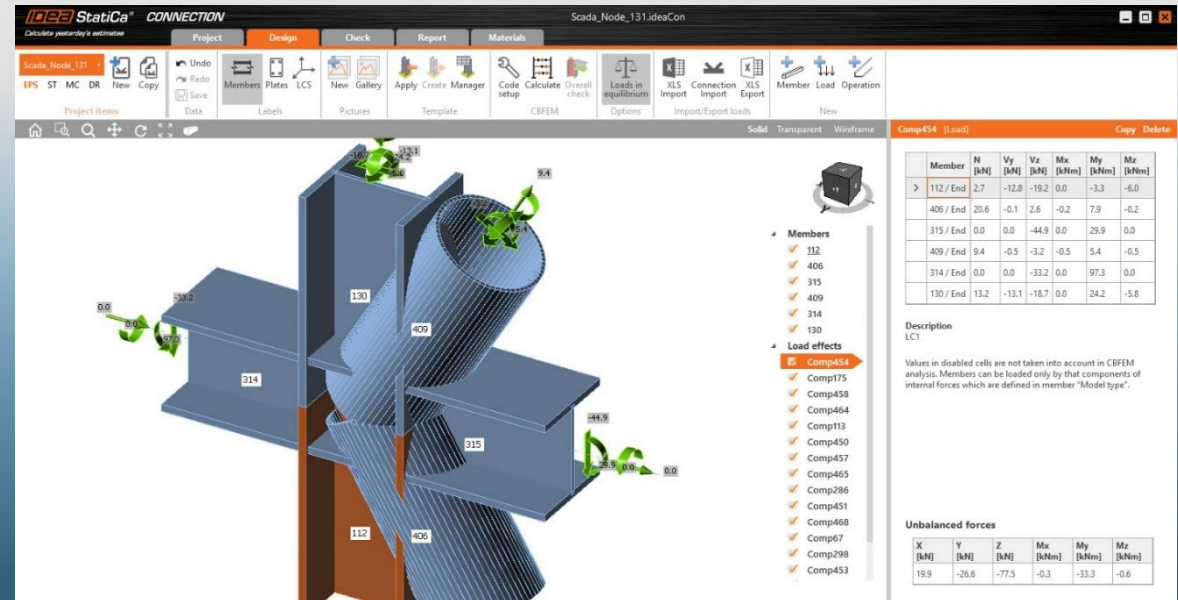 IDEA StatiCa® CONNECTION
Calculate yesterday's estimates
Scada_Node_131.ideaCon
Project Design Check Report Materials
Scada_Node_131
EPS ST MC DR
New Copy
Project items
Undo
Redo
Save
Data
Members Plates LCS
Labels
New Gallery
Pictures
Apply Create Manager
Template
Code setup
Calculate
Overall check
CBFEM
Loads in equilibrium
Options
XLS Import
Connection Import
XLS Export
Import/Export loads
Member Load Operation
New
Solid Transparent Wireframe
Comp454 [Load] Copy Delete
-13.1
24.2
9.4
5.4
130
409
-33.2
0.0
0.0
314
-44.9
315
29.9 0.0 0.0
112
406
Members
112
406
315
409
314
130
Load effects
Comp454
Comp175
Comp458
Comp464
Comp113
Comp450
Comp457
Comp465
Comp286
Comp451
Comp468
Comp67
Comp298
Comp453
Member N [kN] Vy [kN] Vz [kN] Mx [kNm] My [kNm] Mz [kNm]
> 112 / End 2.7 -12.8 -19.2 0.0 -3.3 -6.0
406 / End 20.6 -0.1 2.6 -0.2 7.9 -0.2
315 / End 0.0 0.0 -44.9 0.0 29.9 0.0
409 / End 9.4 -0.5 -3.2 -0.5 5.4 -0.5
314 / End 0.0 0.0 -33.2 0.0 97.3 0.0
130 / End 13.2 -13.1 -18.7 0.0 24.2 -5.8
Description
LC1
Values in disabled cells are not taken into account in CBFEM
analysis. Members can be loaded only by that components of
internal forces which are defined in member "Model type".
Unbalanced forces
X [kN] Y [kN] Z [kN] Mx [kNm] My [kNm] Mz [kNm]
19.9 -26.6 -77.5 -0.3 -33.3 -0.6